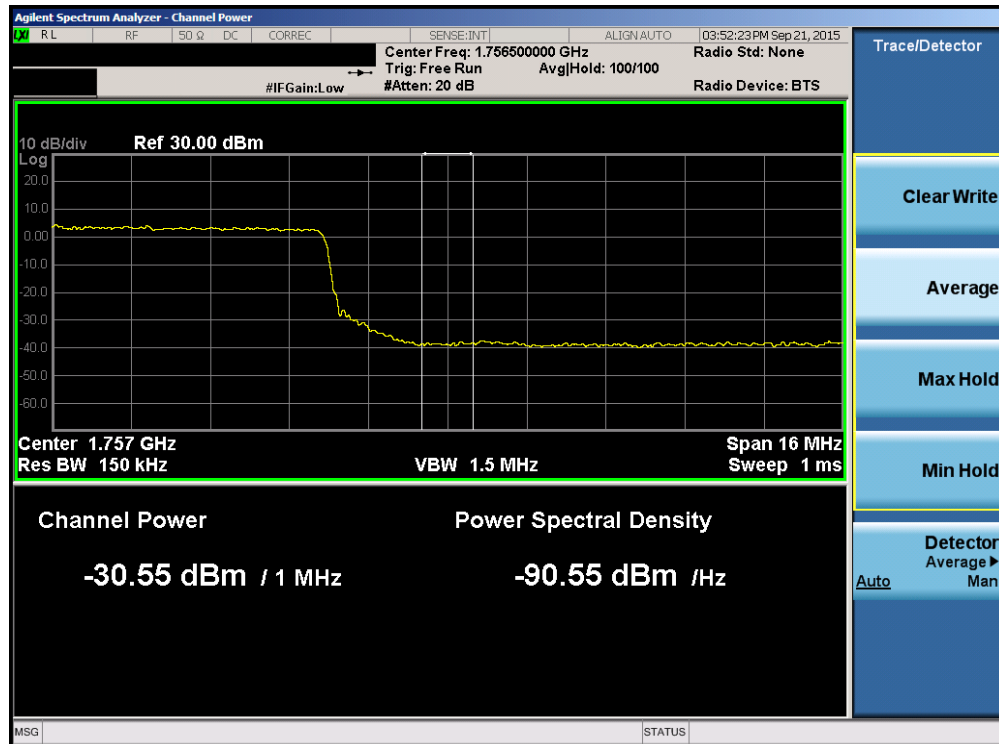 Agilent Spectrum Analyzer - Channel Power
LXI RL RF 50 Ω DC CORREC SENSE:INT ALIGN AUTO 03:52:23 PM Sep 21, 2015
Center Freq: 1.756500000 GHz Radio Std: None
Trig: Free Run Avg|Hold: 100/100
#IFGain:Low #Atten: 20 dB Radio Device: BTS
Trace/Detector
10 dB/div Ref 30.00 dBm
Log
20.0
10.0
0.00
-10.0
-20.0
-30.0
-40.0
-50.0
-60.0
Center 1.757 GHz Span 16 MHz
Res BW 150 kHz VBW 1.5 MHz Sweep 1 ms
Channel Power Power Spectral Density
-30.55 dBm / 1 MHz -90.55 dBm /Hz
Clear Write
Average
Max Hold
Min Hold
Detector
Average
Auto Man
MSG STATUS